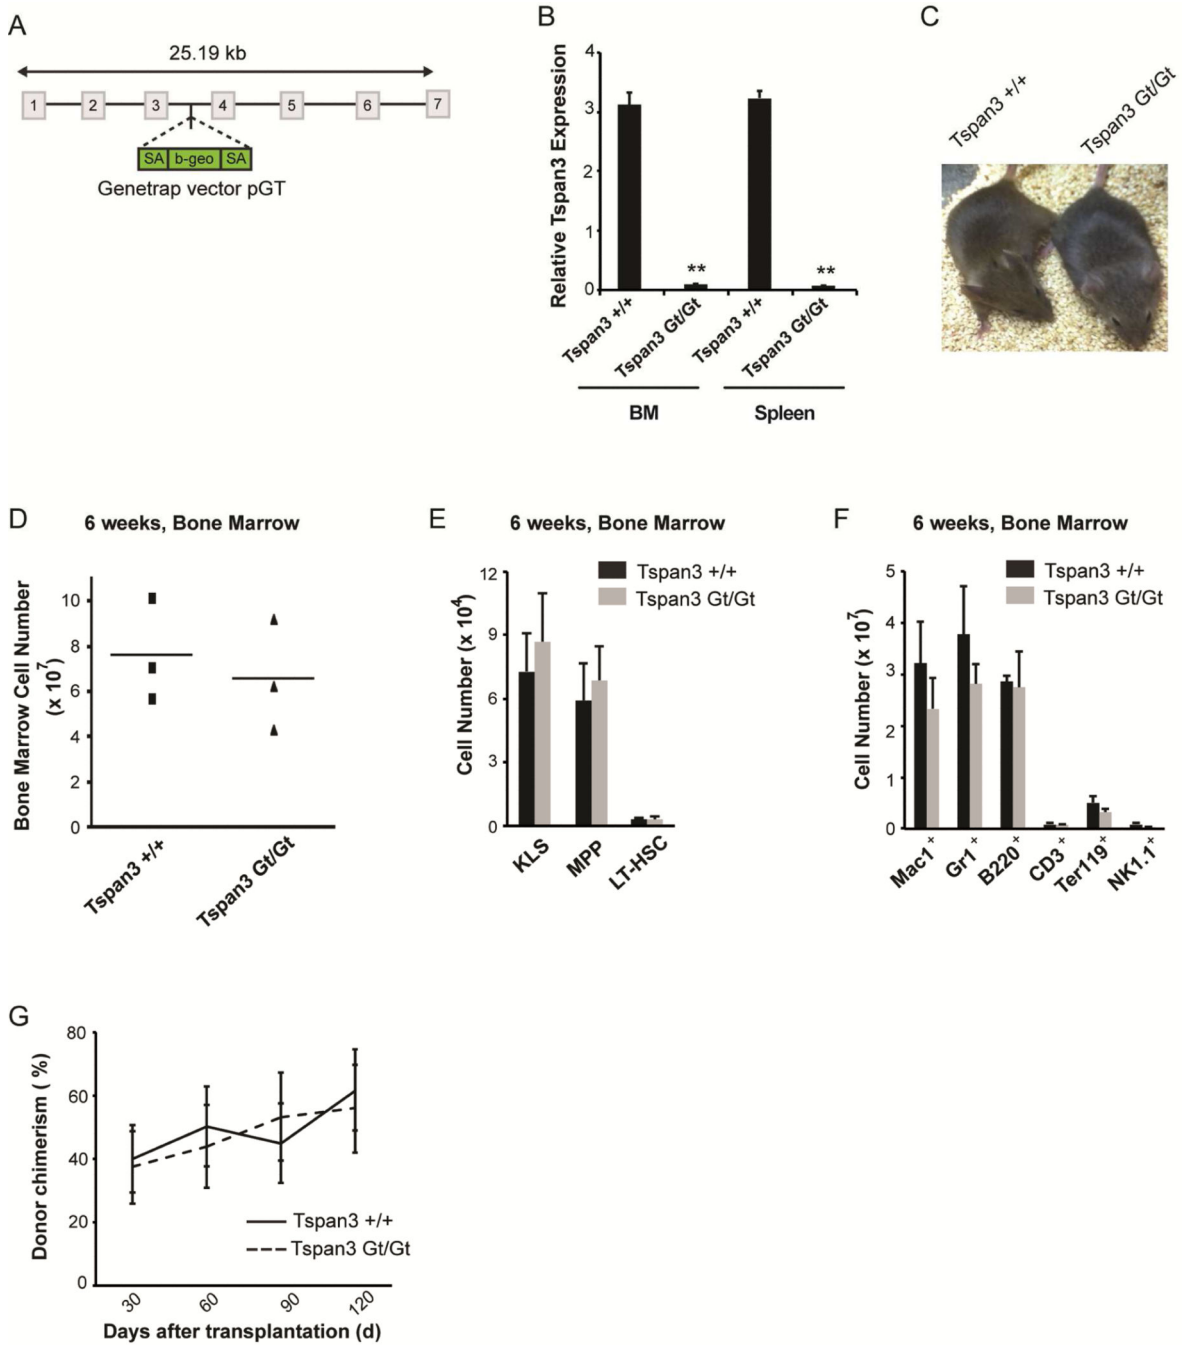 A
25.19 kb
1 2 3 4 5 6 7
SA b-geo SA
Genetrap vector pGT
B
Relative Tspan3 Expression
4
3
2
1
0
** **
Tspan3 +/+
Tspan3 Gt/Gt
Tspan3 +/+
Tspan3 Gt/Gt
BM Spleen
C
Tspan3 +/+
Tspan3 Gt/Gt
D
6 weeks, Bone Marrow
Bone Marrow Cell Number
(x 10⁷)
10
8
6
4
2
0
Tspan3 +/+
Tspan3 Gt/Gt
E
6 weeks, Bone Marrow
Tspan3 +/+
Tspan3 Gt/Gt
Cell Number (x 10⁴)
12
9
6
3
0
KLS
MPP
LT-HSC
F
6 weeks, Bone Marrow
Tspan3 +/+
Tspan3 Gt/Gt
Cell Number (x 10⁷)
5
4
3
2
1
0
Mac1⁺
Gr1⁺
B220⁺
CD3⁺
Ter119⁺
NK1.1⁺
G
Donor chimerism ( %)
80
60
40
20
0
Tspan3 +/+
Tspan3 Gt/Gt
30 60 90 120
Days after transplantation (d)